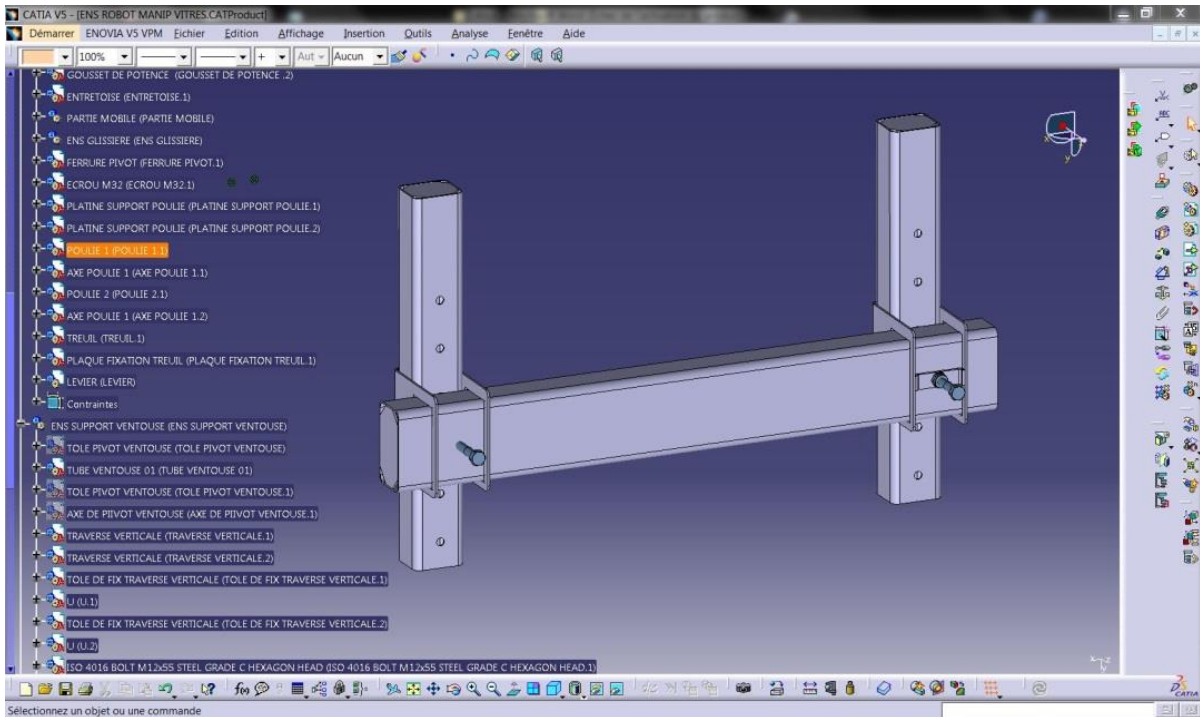 CATIA V5 - [ENS ROBOT MANIP VITRES.CATProduct]
Démarrer ENOVIA V5 VPM Fichier Edition Affichage Insertion Outils Analyse Fenêtre Aide
100% Aut Aucun
GOUSSET DE POTENCE (GOUSSET DE POTENCE .2)
ENTRETOISE (ENTRETOISE.1)
PARTIE MOBILE (PARTIE MOBILE)
ENS GLISSIERE (ENS GLISSIERE)
FERRURE PIVOT (FERRURE PIVOT.1)
ECROU M32 (ECROU M32.1)
PLATINE SUPPORT POULIE (PLATINE SUPPORT POULIE.1)
PLATINE SUPPORT POULIE (PLATINE SUPPORT POULIE.2)
POULIE 1 (POULIE 1.1)
AXE POULIE 1 (AXE POULIE 1.1)
POULIE 2 (POULIE 2.1)
AXE POULIE 1 (AXE POULIE 1.2)
TREUIL (TREUIL.1)
PLAQUE FIXATION TREUIL (PLAQUE FIXATION TREUIL.1)
LEVIER (LEVIER)
Contraintes
ENS SUPPORT VENTOUSE (ENS SUPPORT VENTOUSE)
TOLE PIVOT VENTOUSE (TOLE PIVOT VENTOUSE)
TUBE VENTOUSE 01 (TUBE VENTOUSE 01)
TOLE PIVOT VENTOUSE (TOLE PIVOT VENTOUSE.1)
AXE DE PIIVOT VENTOUSE (AXE DE PIIVOT VENTOUSE.1)
TRAVERSE VERTICALE (TRAVERSE VERTICALE.1)
TRAVERSE VERTICALE (TRAVERSE VERTICALE.2)
TOLE DE FIX TRAVERSE VERTICALE (TOLE DE FIX TRAVERSE VERTICALE.1)
U (U.1)
TOLE DE FIX TRAVERSE VERTICALE (TOLE DE FIX TRAVERSE VERTICALE.2)
U (U.2)
ISO 4016 BOLT M12x55 STEEL GRADE C HEXAGON HEAD (ISO 4016 BOLT M12x55 STEEL GRADE C HEXAGON HEAD.1)
Sélectionnez un objet ou une commande
CATIA